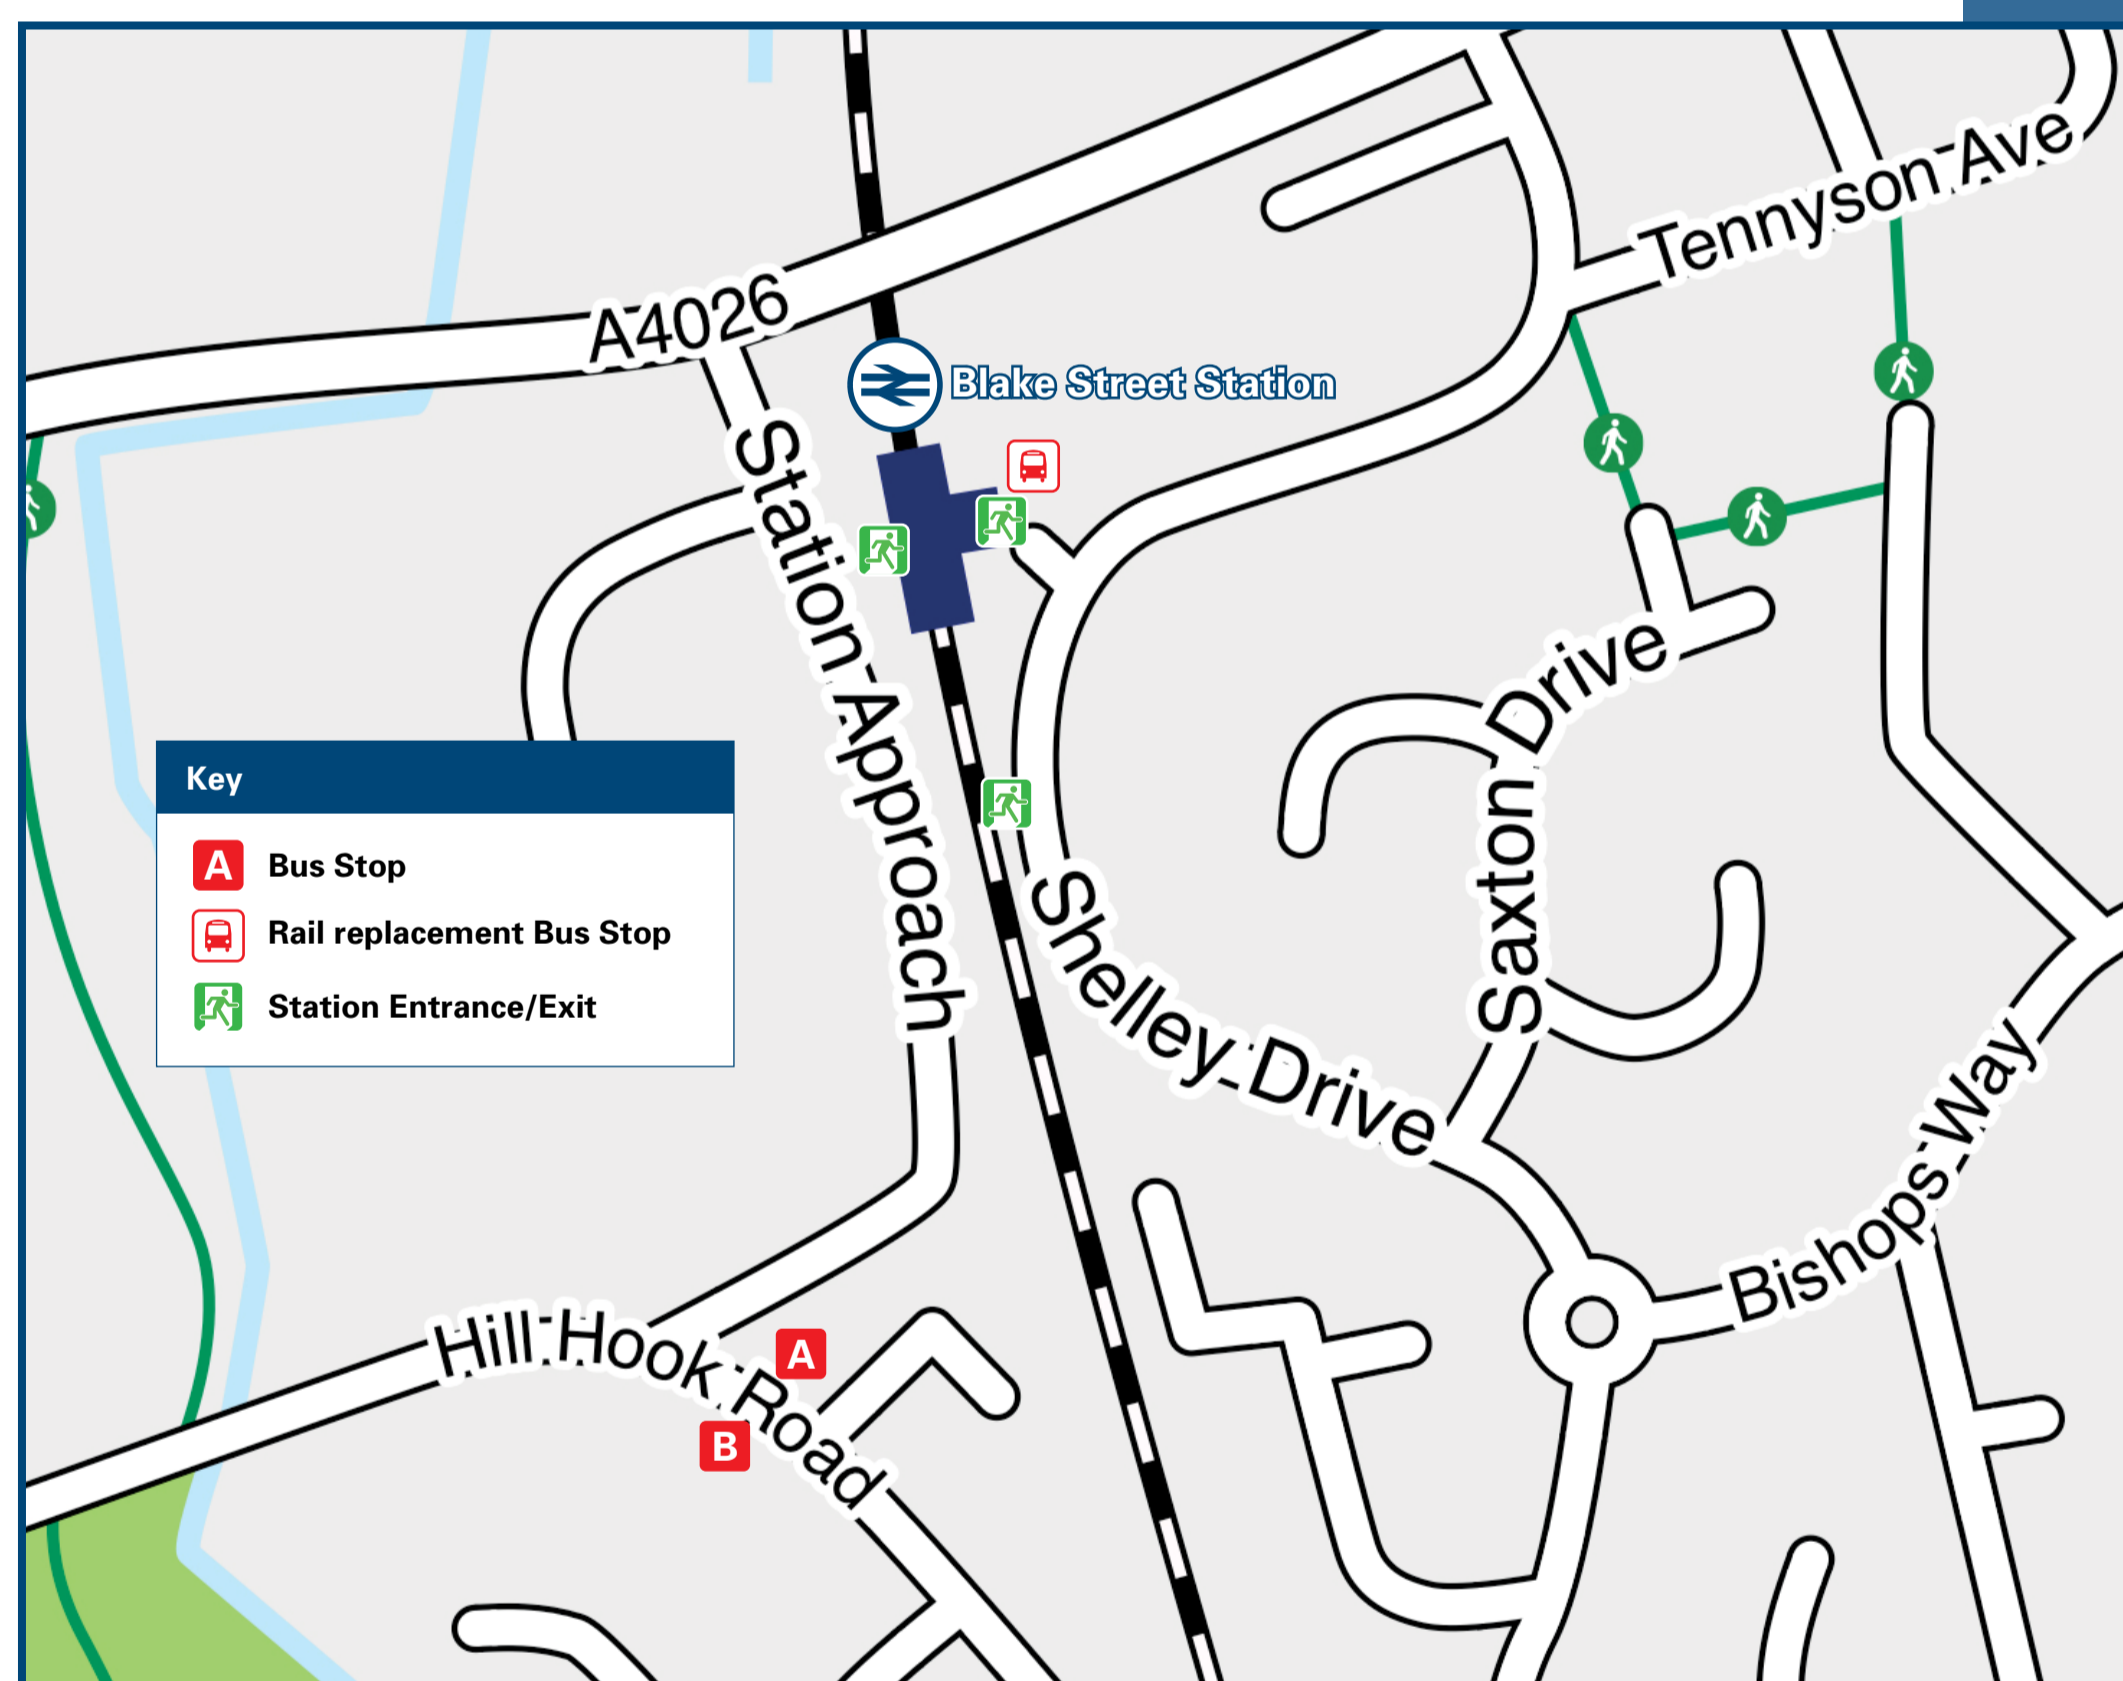 Tennyson Ave
A4026
Blake Street Station
Station Approach
Saxton Drive
Key
A Bus Stop
Rail replacement Bus Stop
Station Entrance/Exit
Shelley Drive
Bishops Way
Hill Hook Road
A
B